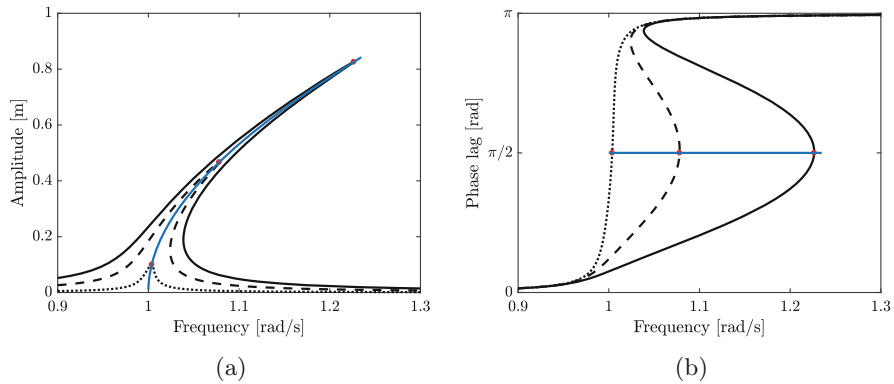 1
0.8
0.6
0.4
0.2
0
Amplitude [m]
0.9
1
1.1
1.2
1.3
Frequency [rad/s]
(a)
π
π/2
0
Phase lag [rad]
0.9
1
1.1
1.2
1.3
Frequency [rad/s]
(b)